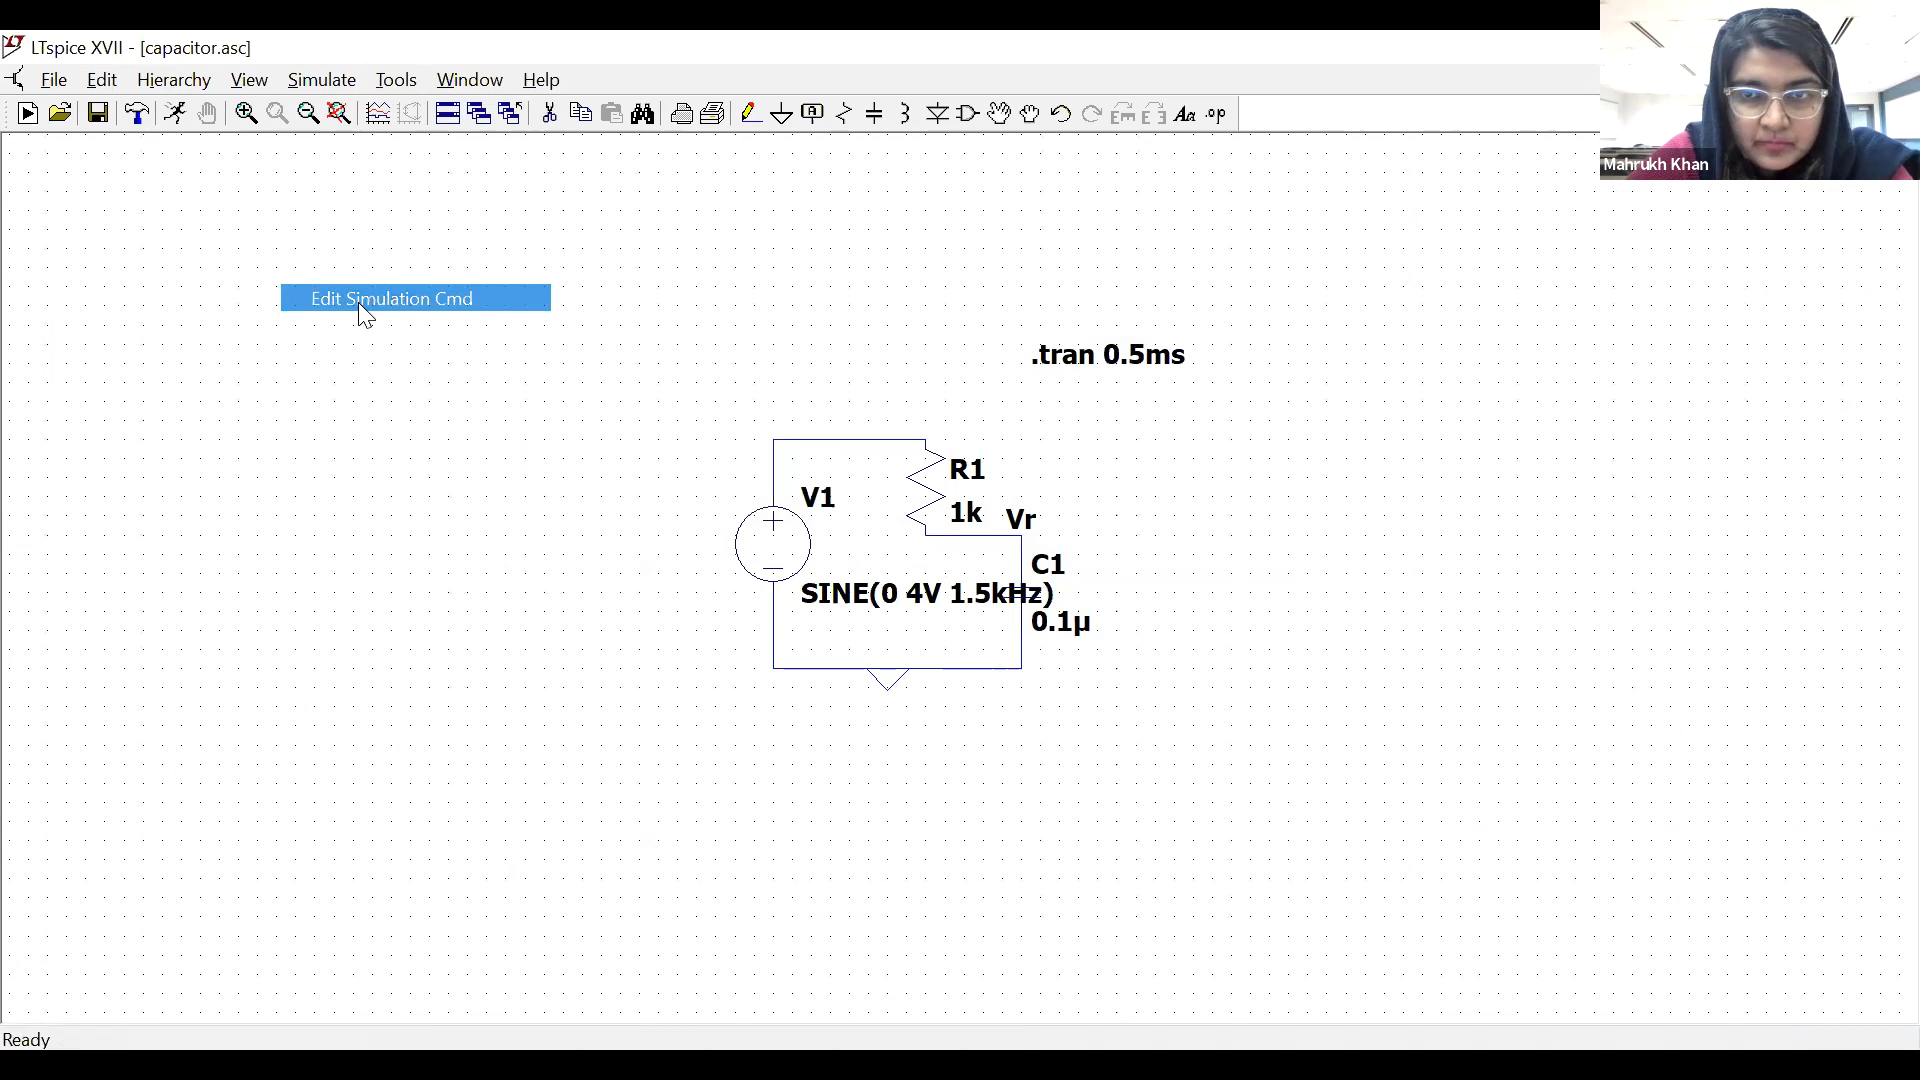 LTspice XVII - [capacitor.asc]
File Edit Hierarchy View Simulate Tools Window Help
Mahrukh Khan
Edit Simulation Cmd
.tran 0.5ms
R1
V1
1k
Vr
C1
SINE(0 4V 1.5kHz)
0.1µ
Ready